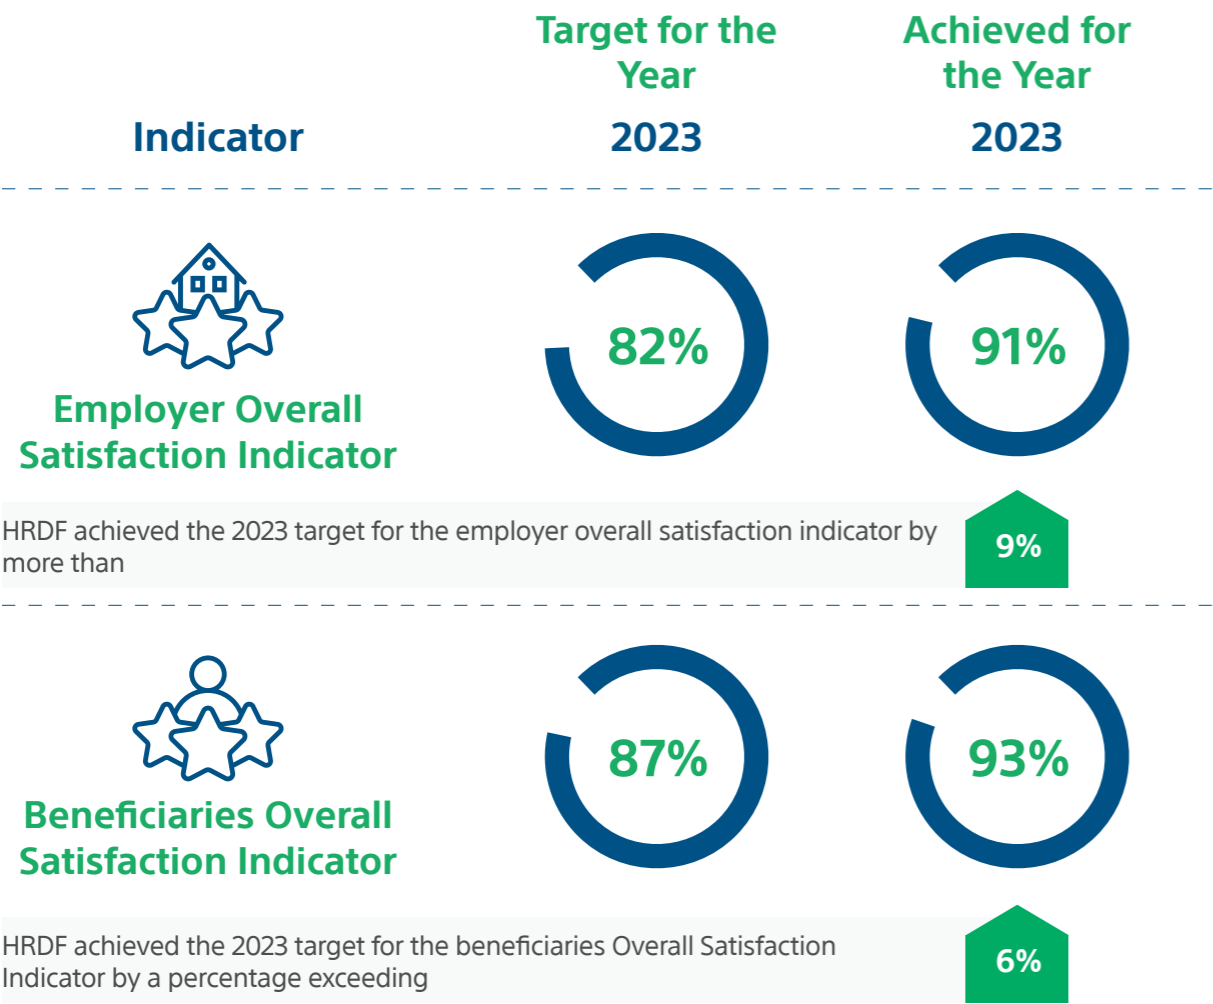 Target for the
Year
Achieved for
the Year
Indicator
2023
2023
82%
91%
Employer Overall
Satisfaction Indicator
HRDF achieved the 2023 target for the employer overall satisfaction indicator by
more than
9%
87%
93%
Beneficiaries Overall
Satisfaction Indicator
HRDF achieved the 2023 target for the beneficiaries Overall Satisfaction
Indicator by a percentage exceeding
6%